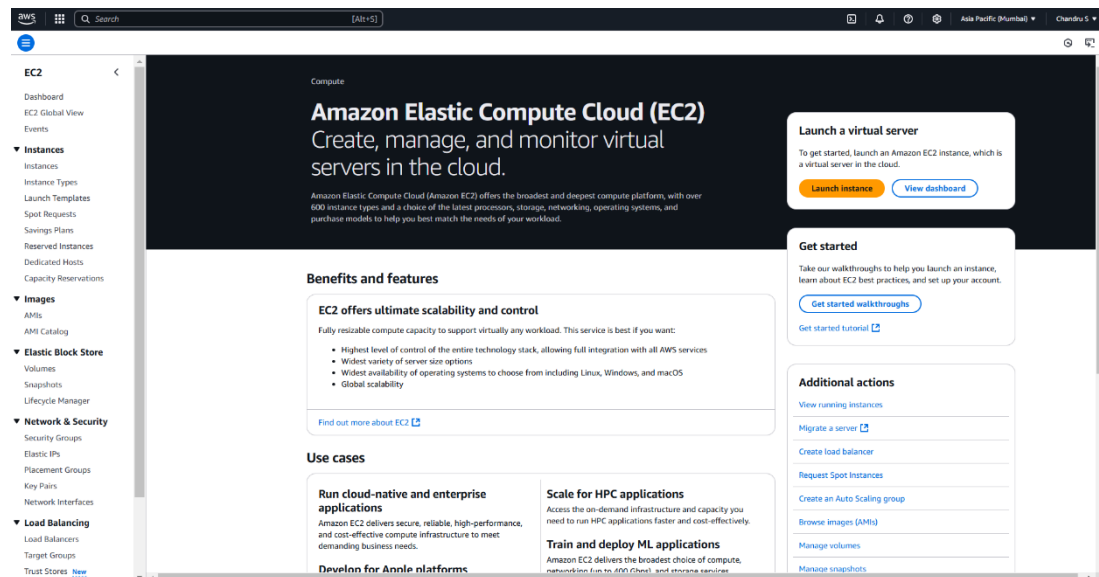 aws
Search
[Alt+S]
Asia Pacific (Mumbai)
Chandru S
EC2
Dashboard
EC2 Global View
Events
Instances
Instances
Instance Types
Launch Templates
Spot Requests
Savings Plans
Reserved Instances
Dedicated Hosts
Capacity Reservations
Images
AMIs
AMI Catalog
Elastic Block Store
Volumes
Snapshots
Lifecycle Manager
Network & Security
Security Groups
Elastic IPs
Placement Groups
Key Pairs
Network Interfaces
Load Balancing
Load Balancers
Target Groups
Trust Stores New
Compute
Amazon Elastic Compute Cloud (EC2)
Create, manage, and monitor virtual
servers in the cloud.
Amazon Elastic Compute Cloud (Amazon EC2) offers the broadest and deepest compute platform, with over
600 instance types and a choice of the latest processors, storage, networking, operating systems, and
purchase models to help you best match the needs of your workload.
Benefits and features
EC2 offers ultimate scalability and control
Fully resizable compute capacity to support virtually any workload. This service is best if you want:
• Highest level of control of the entire technology stack, allowing full integration with all AWS services
• Widest variety of server size options
• Widest availability of operating systems to choose from including Linux, Windows, and macOS
• Global scalability
Find out more about EC2
Use cases
Run cloud-native and enterprise
applications
Amazon EC2 delivers secure, reliable, high-performance,
and cost-effective compute infrastructure to meet
demanding business needs.
Develop for Apple platforms
Scale for HPC applications
Access the on-demand infrastructure and capacity you
need to run HPC applications faster and cost-effectively.
Train and deploy ML applications
Amazon EC2 delivers the broadest choice of compute,
networking (up to 400 Gbps), and storage services
Launch a virtual server
To get started, launch an Amazon EC2 instance, which is
a virtual server in the cloud.
Launch instance
View dashboard
Get started
Take our walkthroughs to help you launch an instance,
learn about EC2 best practices, and set up your account.
Get started walkthroughs
Get started tutorial
Additional actions
View running instances
Migrate a server
Create load balancer
Request Spot Instances
Create an Auto Scaling group
Browse images (AMIs)
Manage volumes
Manage snapshots